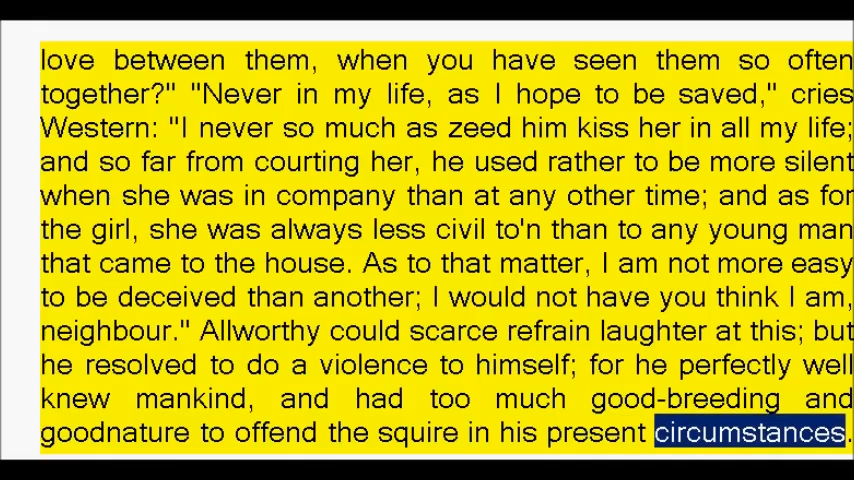 love between them, when you have seen them so often
together?" "Never in my life, as I hope to be saved," cries
Western: "I never so much as zeed him kiss her in all my life;
and so far from courting her, he used rather to be more silent
when she was in company than at any other time; and as for
the girl, she was always less civil to'n than to any young man
that came to the house. As to that matter, I am not more easy
to be deceived than another; I would not have you think I am,
neighbour." Allworthy could scarce refrain laughter at this; but
he resolved to do a violence to himself; for he perfectly well
knew mankind, and had too much good-breeding and
goodnature to offend the squire in his present circumstances.